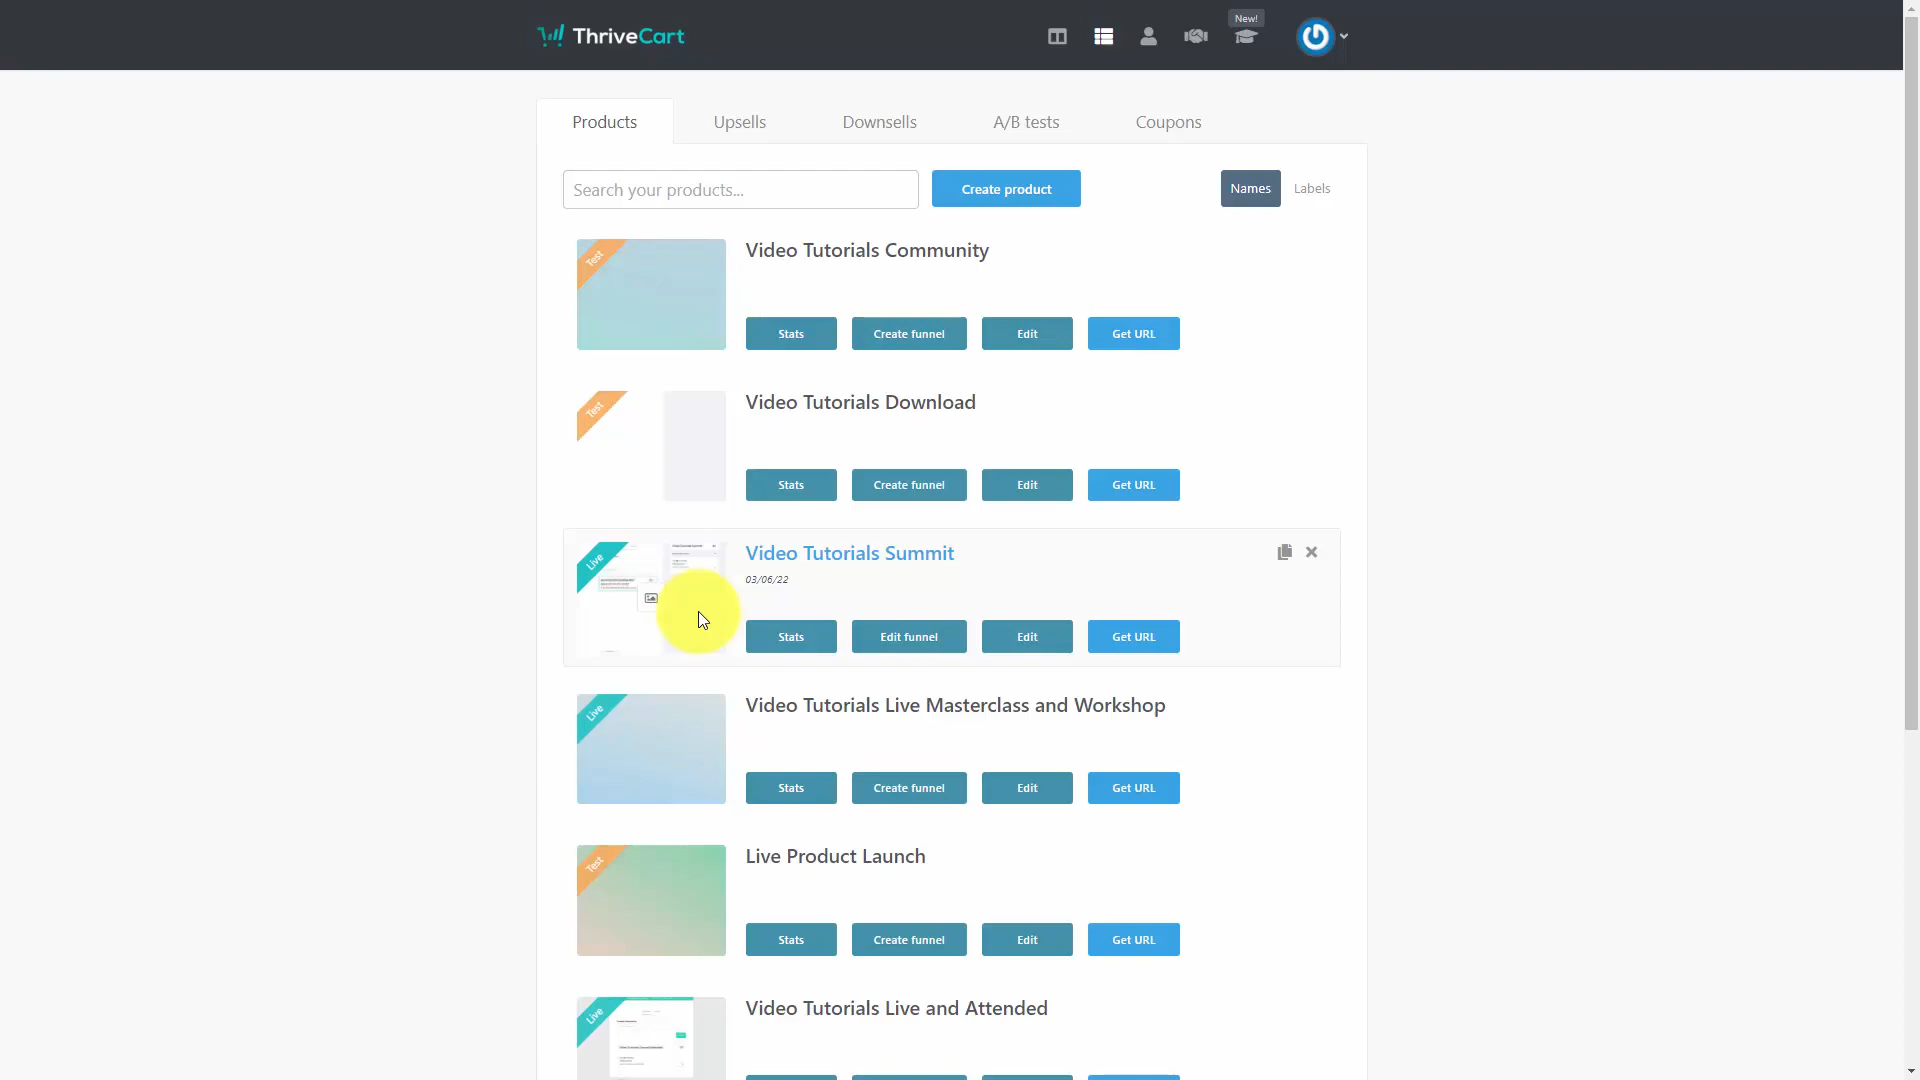 New!
ThriveCart
Products
Upsells
Downsells
A/B tests
Coupons
Search your products...
Create product
Names
Labels
Test
Video Tutorials Community
Stats
Create funnel
Edit
Get URL
Test
Video Tutorials Download
Stats
Create funnel
Edit
Get URL
Live
Video Tutorials Summit
03/06/22
Stats
Edit funnel
Edit
Get URL
Live
Video Tutorials Live Masterclass and Workshop
Stats
Create funnel
Edit
Get URL
Test
Live Product Launch
Stats
Create funnel
Edit
Get URL
Live
Video Tutorials Live and Attended